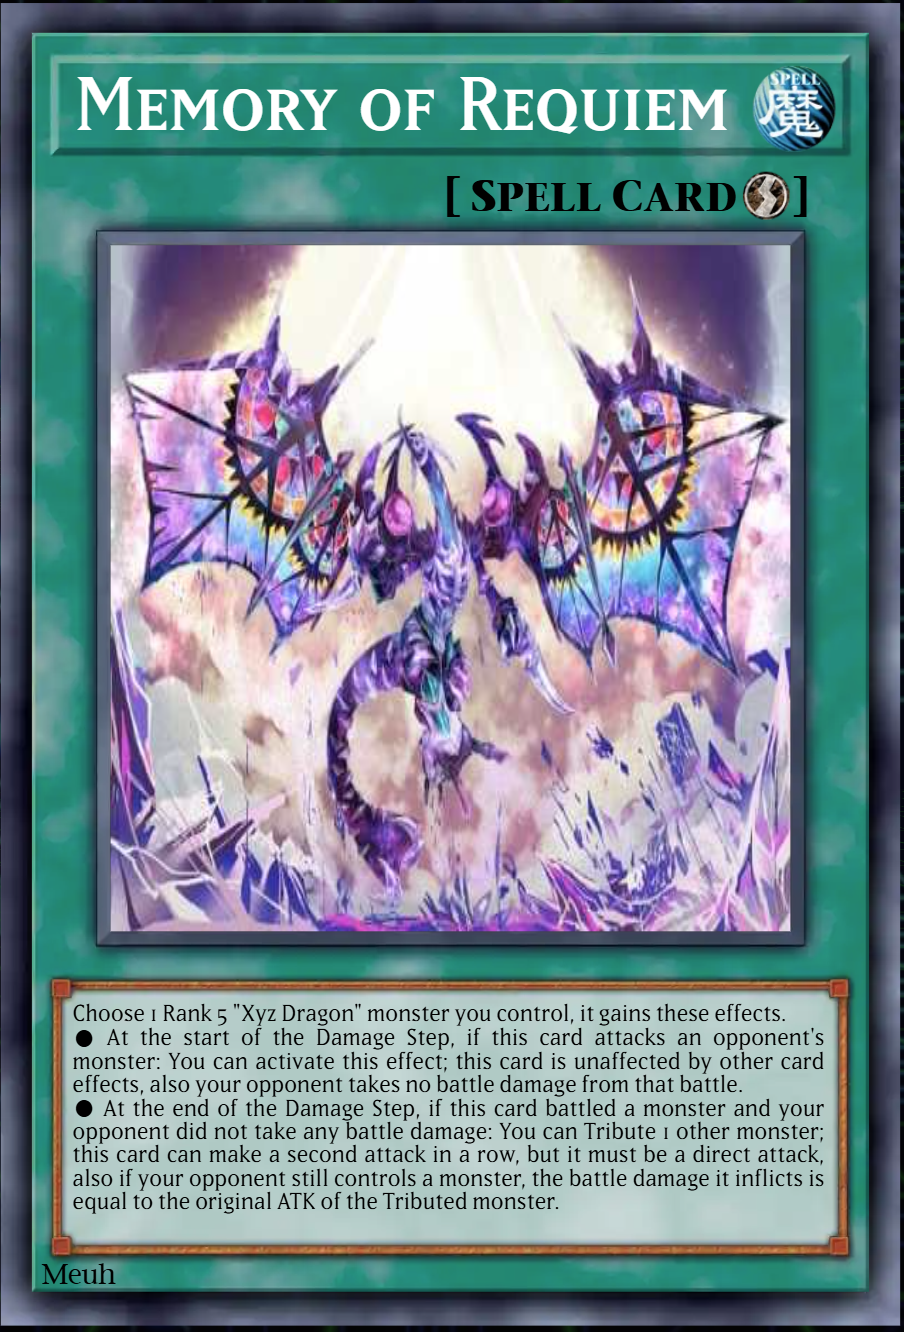 Memory of Requiem
SPELL
魔
[ Spell Card ]
Choose 1 Rank 5 "Xyz Dragon" monster you control, it gains these effects.
● At the start of the Damage Step, if this card attacks an opponent's
monster: You can activate this effect; this card is unaffected by other card
effects, also your opponent takes no battle damage from that battle.
● At the end of the Damage Step, if this card battled a monster and your
opponent did not take any battle damage: You can Tribute 1 other monster;
this card can make a second attack in a row, but it must be a direct attack,
also if your opponent still controls a monster, the battle damage it inflicts is
equal to the original ATK of the Tributed monster.
Meuh